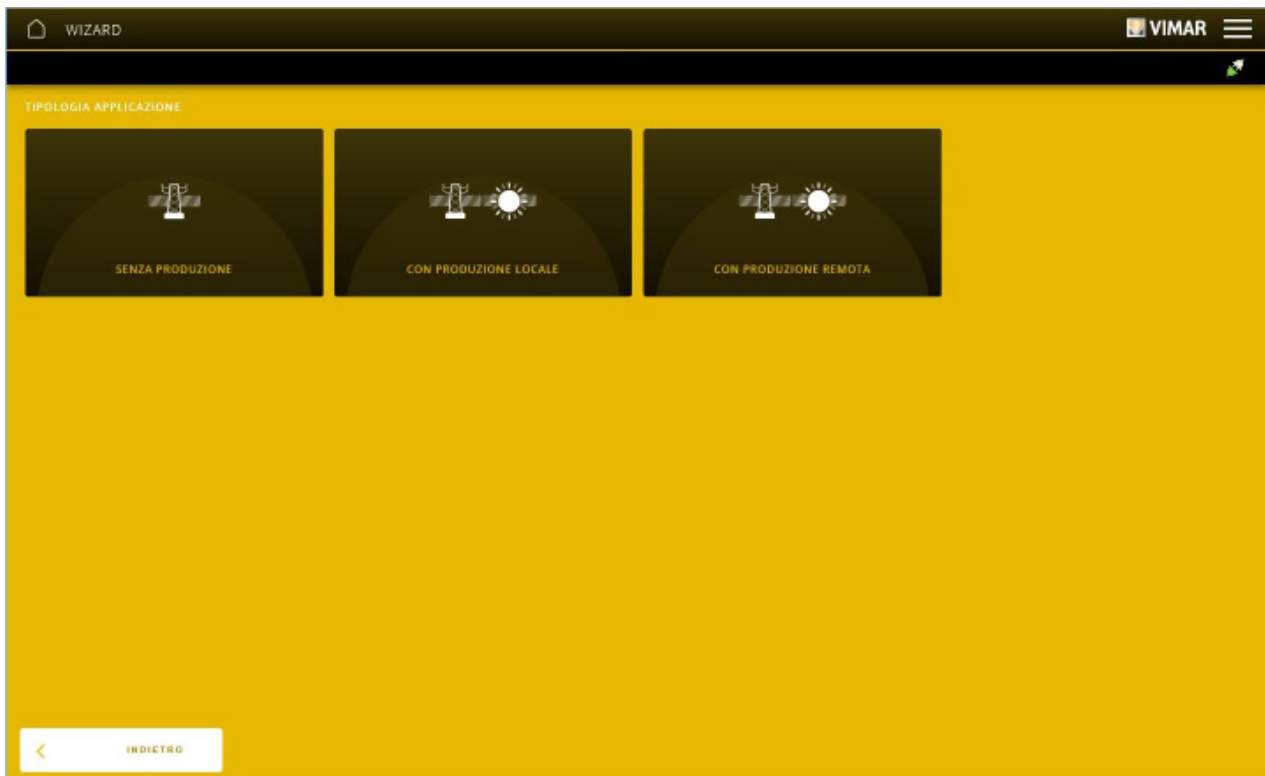 WIZARD
VIMAR
TIPOLOGIA APPLICAZIONE
SENZA PRODUZIONE
CON PRODUZIONE LOCALE
CON PRODUZIONE REMOTA
INDIETRO